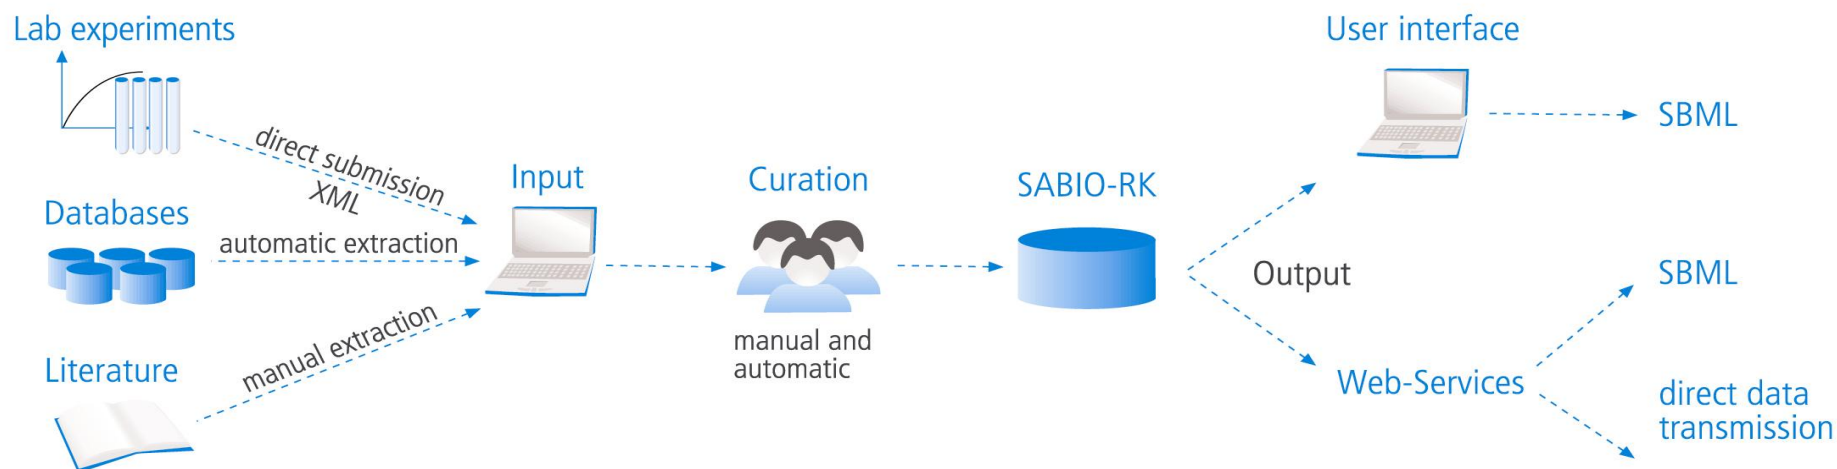 Lab experiments
direct submission
XML
Databases
automatic extraction
Literature
manual extraction
Input
Curation
manual and
automatic
SABIO-RK
Output
User interface
SBML
Web-Services
SBML
direct data
transmission